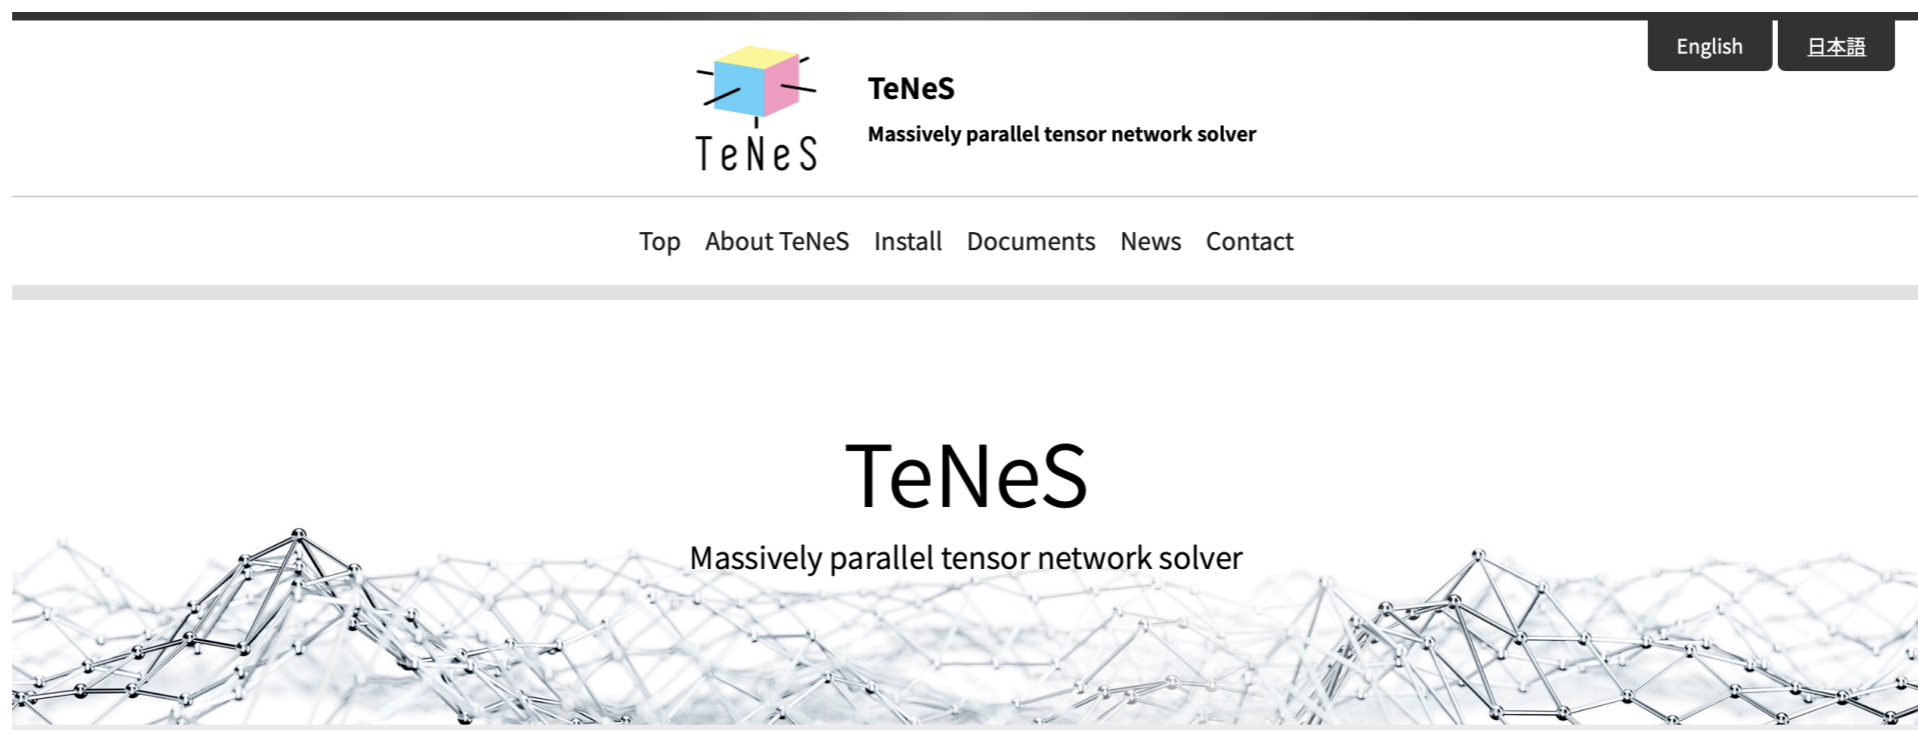 English 日本語
TeNeS
TeNeS
Massively parallel tensor network solver
Top About TeNeS Install Documents News Contact
TeNeS
Massively parallel tensor network solver